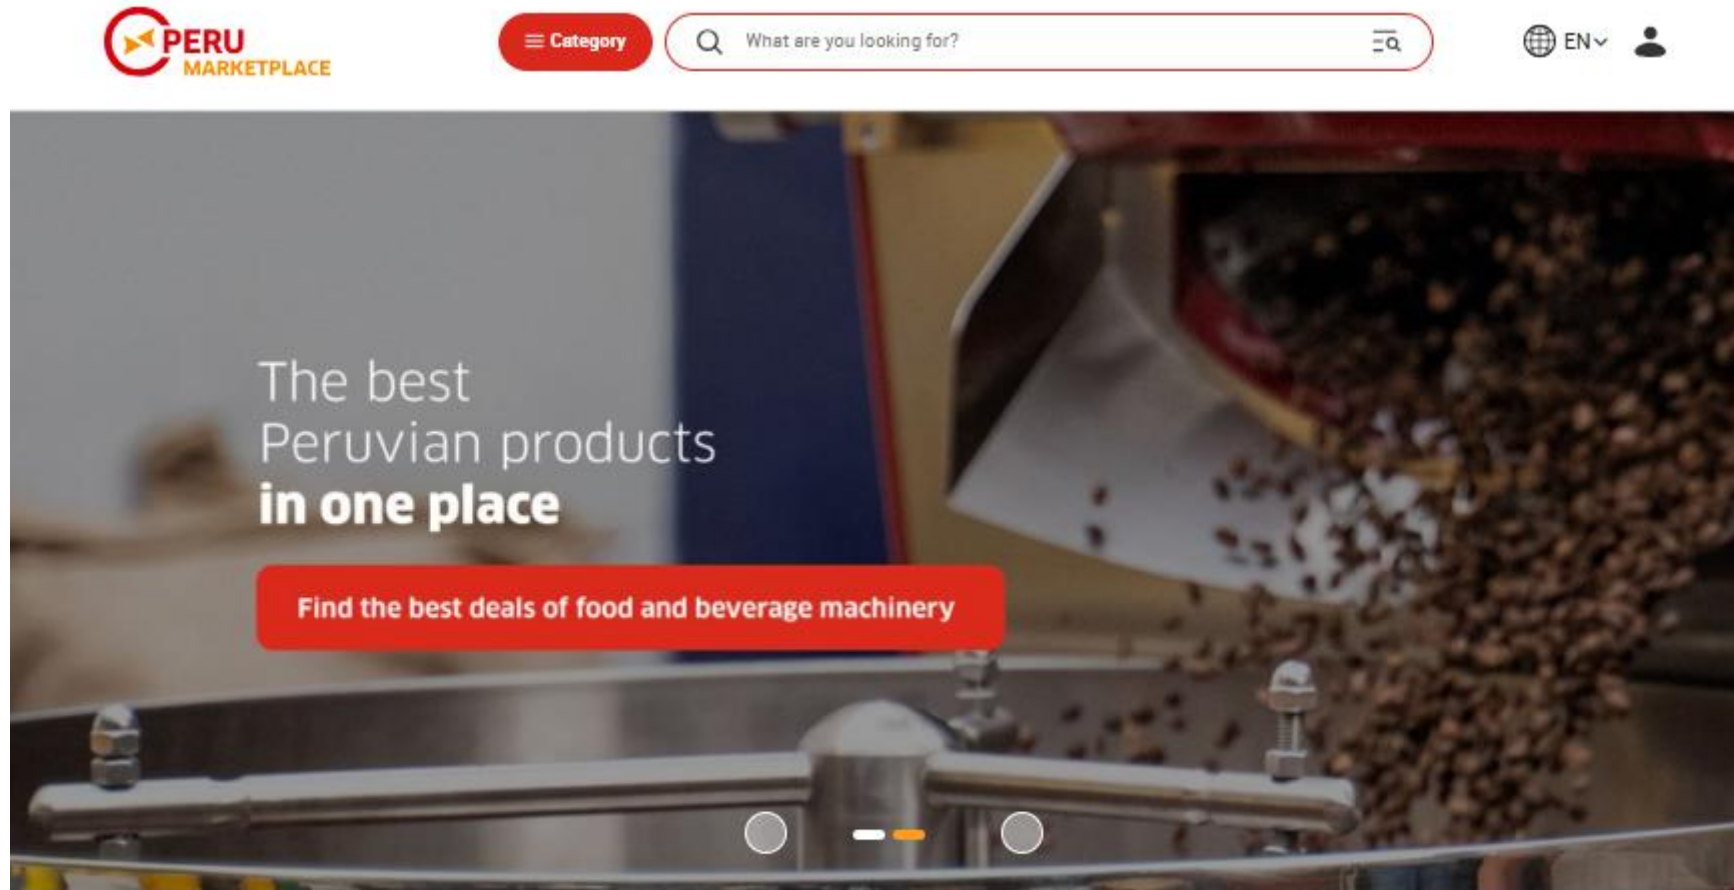 PERU
MARKETPLACE
Category
What are you looking for?
EN
The best
Peruvian products
in one place
Find the best deals of food and beverage machinery